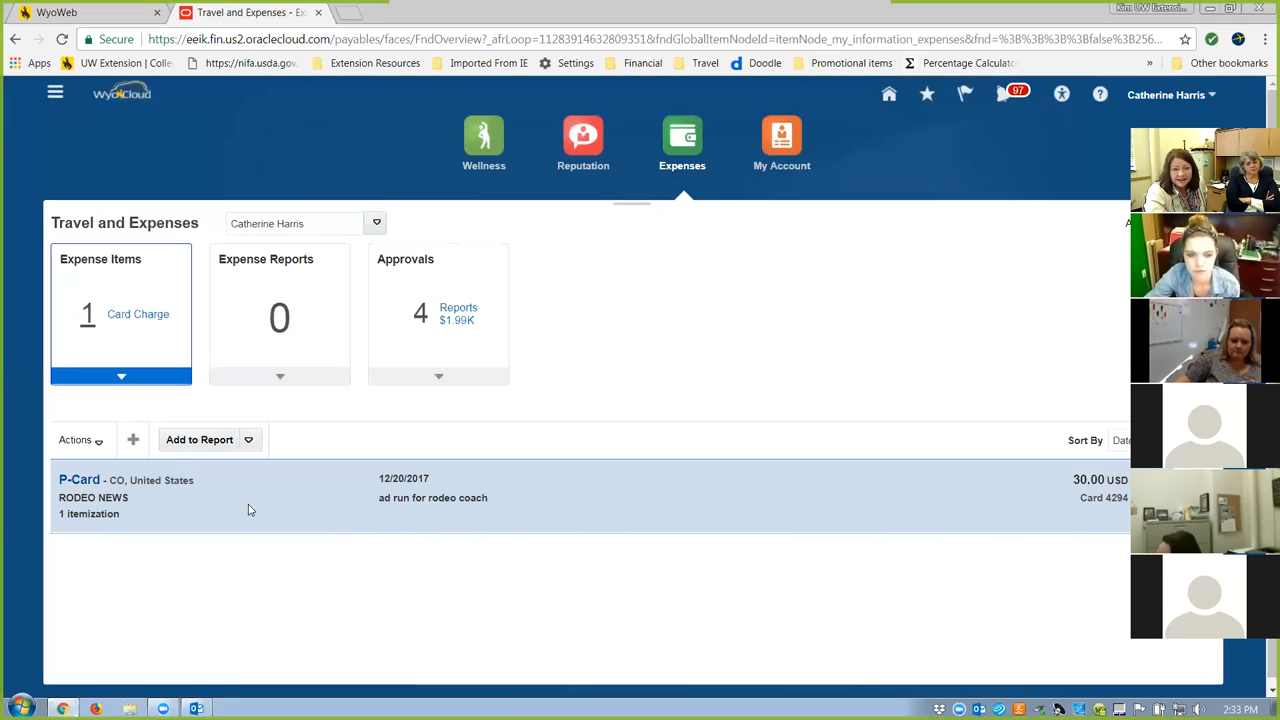 WyoWeb
Travel and Expenses - Ex
Kim UW Extensi...
Secure
https://eeik.fin.us2.oraclecloud.com/payables/faces/FndOverview?_afrLoop=112839146328093518&fndGlobalItemNodeId=itemNode_my_information_expenses&fnd=%3B%3B%3B%3Bfalse%3B256...
Apps
UW Extension | Colle
https://nifa.usda.gov
Extension Resources
Imported From IE
Settings
Financial
Doodle
Promotional items
Percentage Calculato
»
Other bookmarks
WyoCloud
97
Catherine Harris
Wellness
Reputation
Expenses
My Account
Travel and Expenses
Catherine Harris
A
Expense Items
Expense Reports
Approvals
1 Card Charge
0
4 Reports
$1.99K
Actions
Add to Report
Sort By
Date
P-Card - CO, United States
12/20/2017
30.00 USD
RODEO NEWS
ad run for rodeo coach
Card 4294
1 itemization
2:33 PM